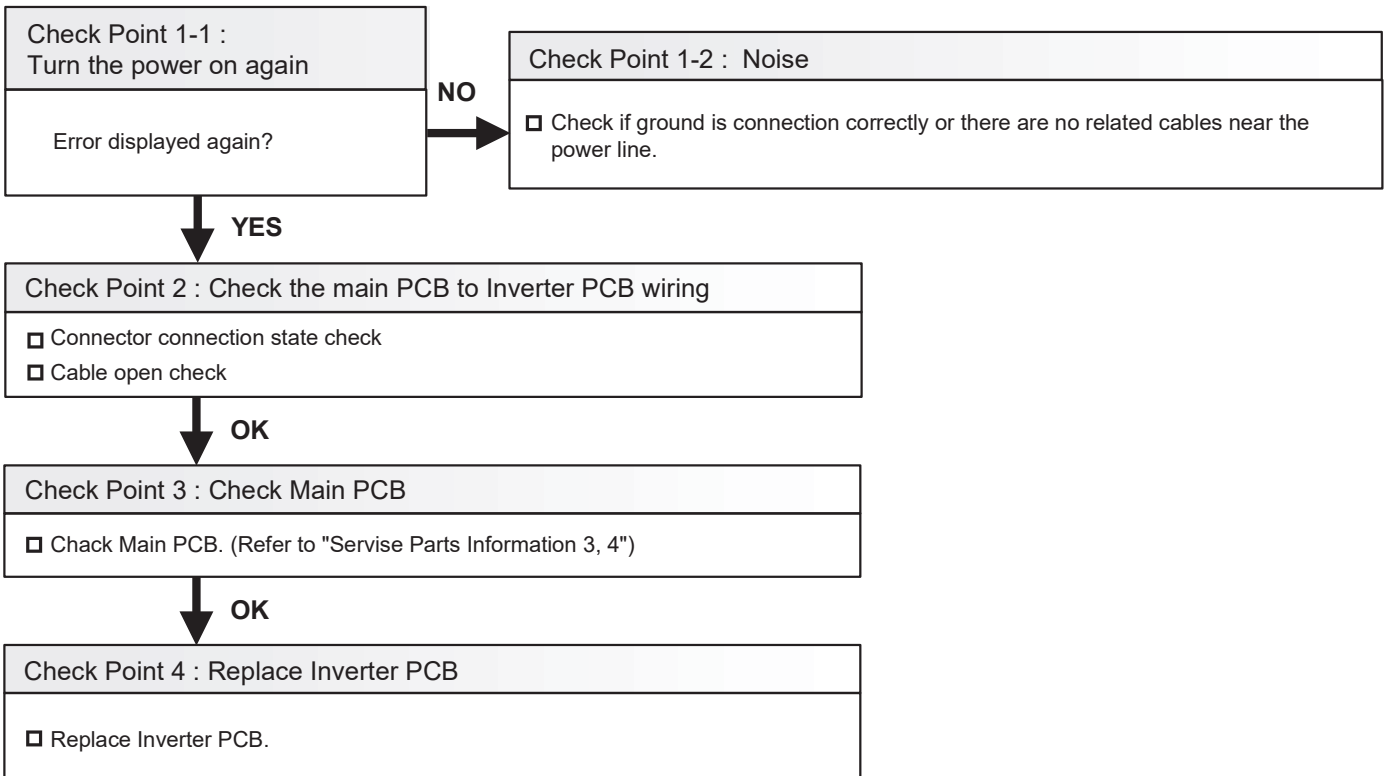 Check Point 1-1 :
Turn the power on again
Error displayed again?
NO
Check Point 1-2 :  Noise
Check if ground is connection correctly or there are no related cables near the
power line.
YES
Check Point 2 : Check the main PCB to Inverter PCB wiring
Connector connection state check
Cable open check
OK
Check Point 3 : Check Main PCB
Chack Main PCB. (Refer to "Servise Parts Information 3, 4")
OK
Check Point 4 : Replace Inverter PCB
Replace Inverter PCB.